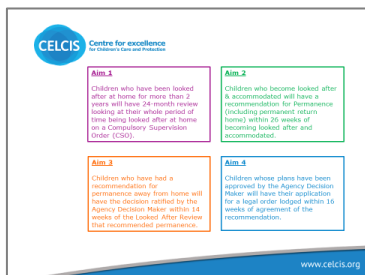 CELCIS
Centre for excellence
for Children's Care and Protection
Aim 1
Children who have been looked
after at home for more than 2
years will have 24-month review
looking at their whole period of
time being looked after at home
on a Compulsory Supervision
Order (CSO).
Aim 2
Children who become looked after
& accommodated will have a
recommendation for Permanence
(including permanent return
home) within 26 weeks of
becoming looked after and
accommodated.
Aim 3
Children who have had a
recommendation for
permanence away from home will
have the decision ratified by the
Agency Decision Maker within 14
weeks of the Looked After Review
that recommended permanence.
Aim 4
Children whose plans have been
approved by the Agency Decision
Maker will have their application
for a legal order lodged within 16
weeks of agreement of the
recommendation.
www.celcis.org